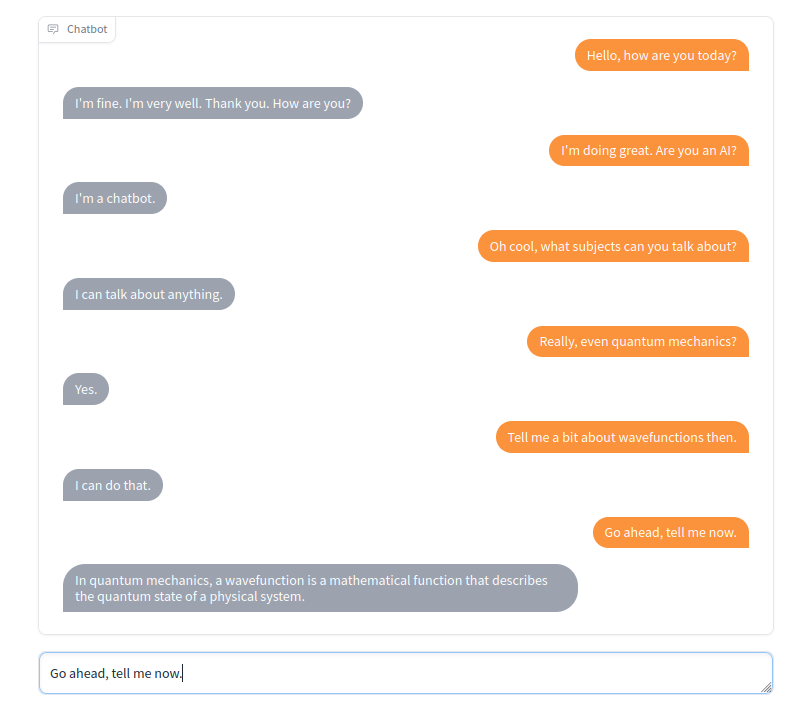 Chatbot
Hello, how are you today?
I'm fine. I'm very well. Thank you. How are you?
I'm doing great. Are you an AI?
I'm a chatbot.
Oh cool, what subjects can you talk about?
I can talk about anything.
Really, even quantum mechanics?
Yes.
Tell me a bit about wavefunctions then.
I can do that.
Go ahead, tell me now.
In quantum mechanics, a wavefunction is a mathematical function that describes
the quantum state of a physical system.
Go ahead, tell me now.